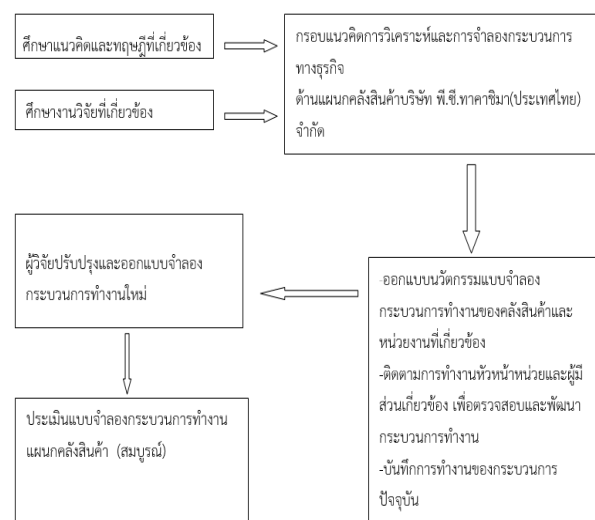 ศึกษาแนวคิดและทฤษฎีที่เกี่ยวข้อง
ศึกษางานวิจัยที่เกี่ยวข้อง
กรอบแนวคิดการวิเคราะห์และการจำลองกระบวนการ
ทางธุรกิจ
ด้านแผนกคลังสินค้าบริษัท พี.ซี.ทาคาชิมา(ประเทศไทย)
จำกัด
-ออกแบบนวัตกรรมแบบจำลอง
กระบวนการทำงานของคลังสินค้าและ
หน่วยงานที่เกี่ยวข้อง
-ติดตามการทำงานหัวหน้าหน่วยและผู้มี
ส่วนเกี่ยวข้อง เพื่อตรวจสอบและพัฒนา
กระบวนการทำงาน
-บันทึกการทำงานของกระบวนการ
ปัจจุบัน
ผู้วิจัยปรับปรุงและออกแบบจำลอง
กระบวนการทำงานใหม่
ประเมินแบบจำลองกระบวนการทำงาน
แผนกคลังสินค้า (สมบูรณ์)